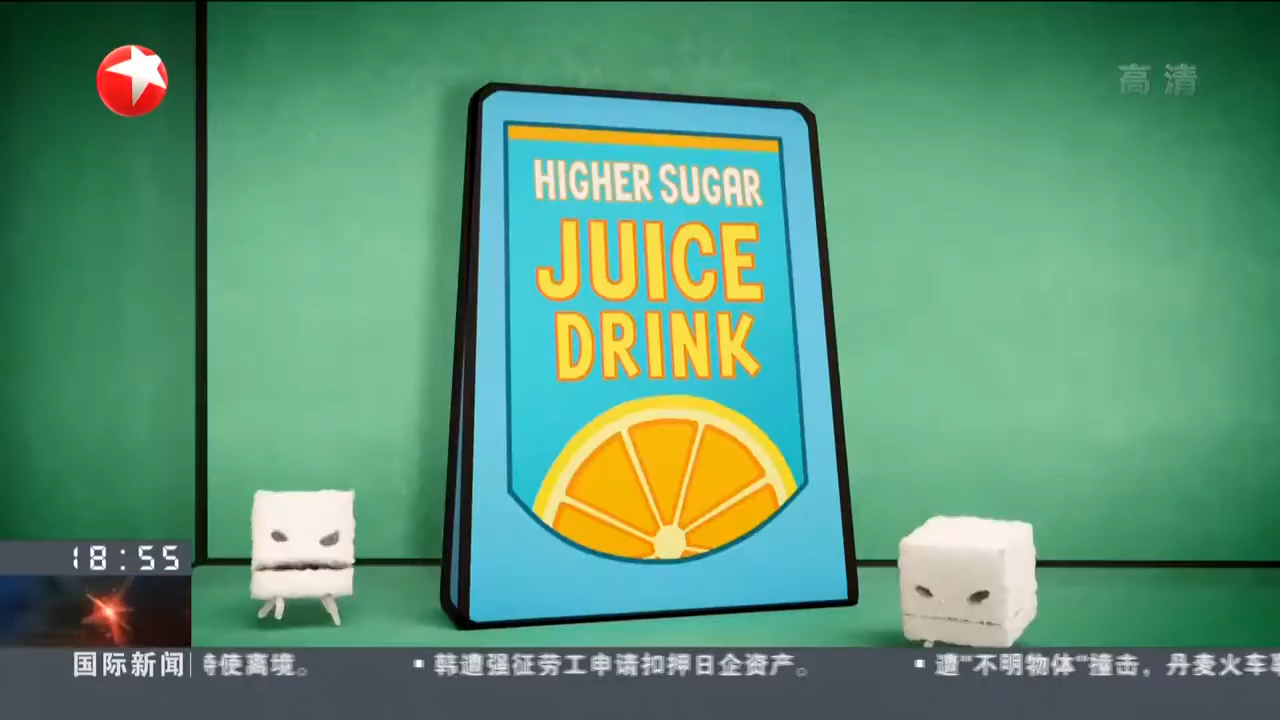 高清
HIGHER SUGAR
JUICE
DRINK
18:55
国际新闻
特使离境。
▪ 韩遭强征劳工申请扣押日企资产。
▪ 遭"不明物体"撞击，丹麦火车事